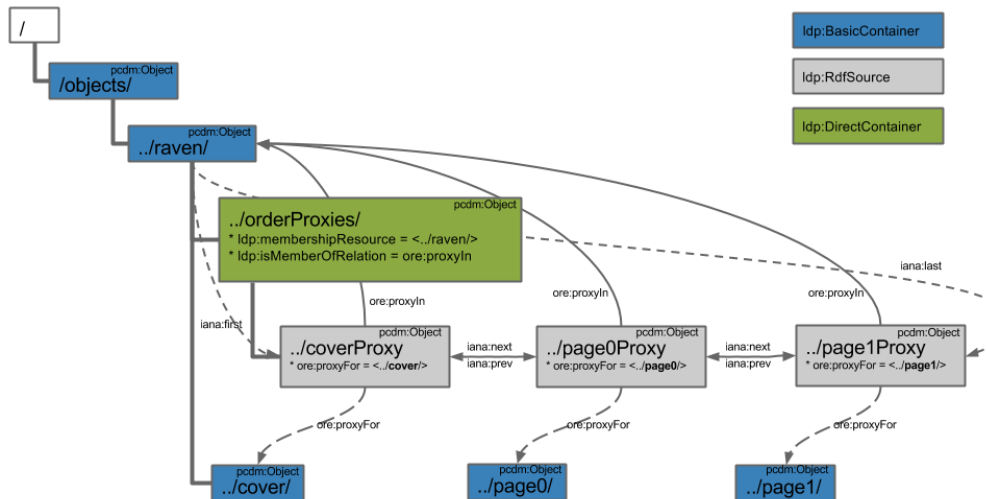 /
ldp:BasicContainer
pcdm:Object
/objects/
ldp:RdfSource
ldp:DirectContainer
pcdm:Object
../raven/
pcdm:Object
../orderProxies/
* ldp:membershipResource = <../raven/>
* ldp:isMemberOfRelation = ore:proxyIn
iana:last
ore:proxyIn
ore:proxyIn
ore:proxyIn
iana:first
pcdm:Object
../coverProxy
* ore:proxyFor = <../cover/>
iana:next
iana:prev
pcdm:Object
../page0Proxy
* ore:proxyFor = <../page0/>
iana:next
iana:prev
pcdm:Object
../page1Proxy
* ore:proxyFor = <../page1/>
ore:proxyFor
ore:proxyFor
ore:proxyFor
pcdm:Object
../cover/
pcdm:Object
../page0/
pcdm:Object
../page1/